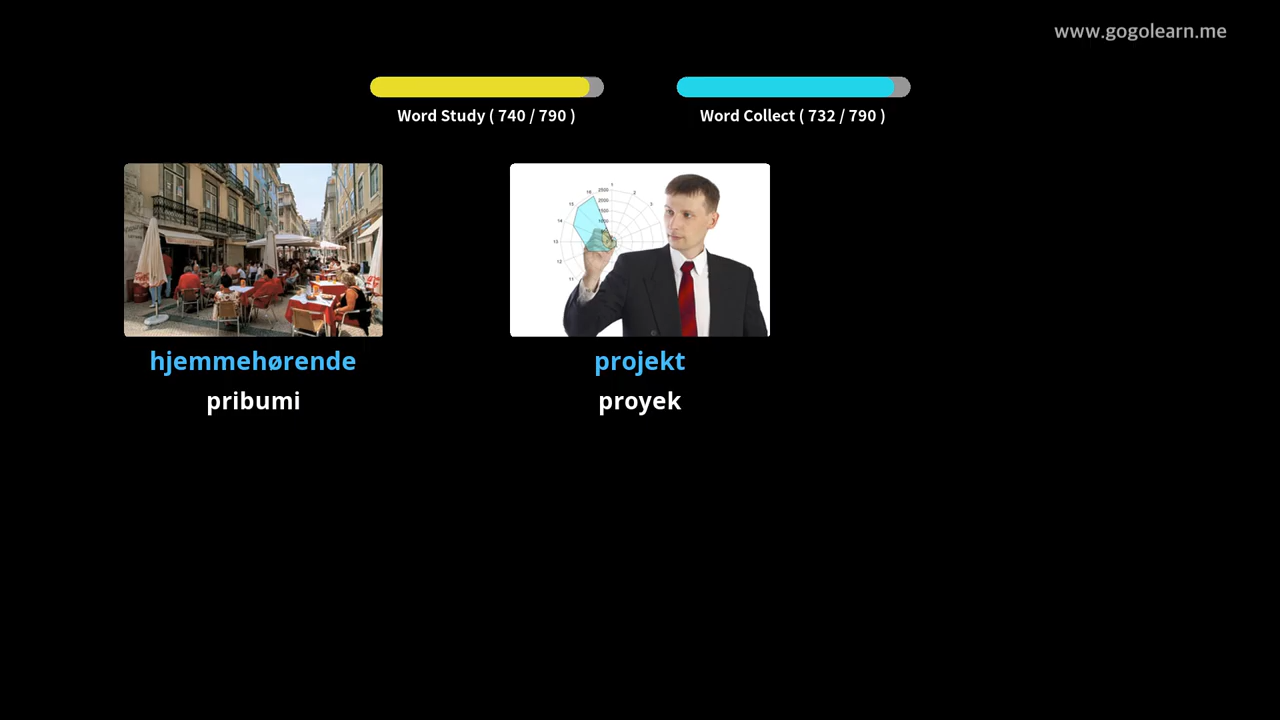 www.gogolearn.me
Word Study ( 740 / 790 )
Word Collect ( 732 / 790 )
hjemmehørende
pribumi
projekt
proyek